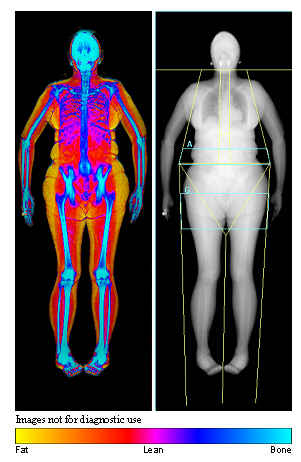 A
G
Images not for diagnostic use
Fat
Lean
Bone